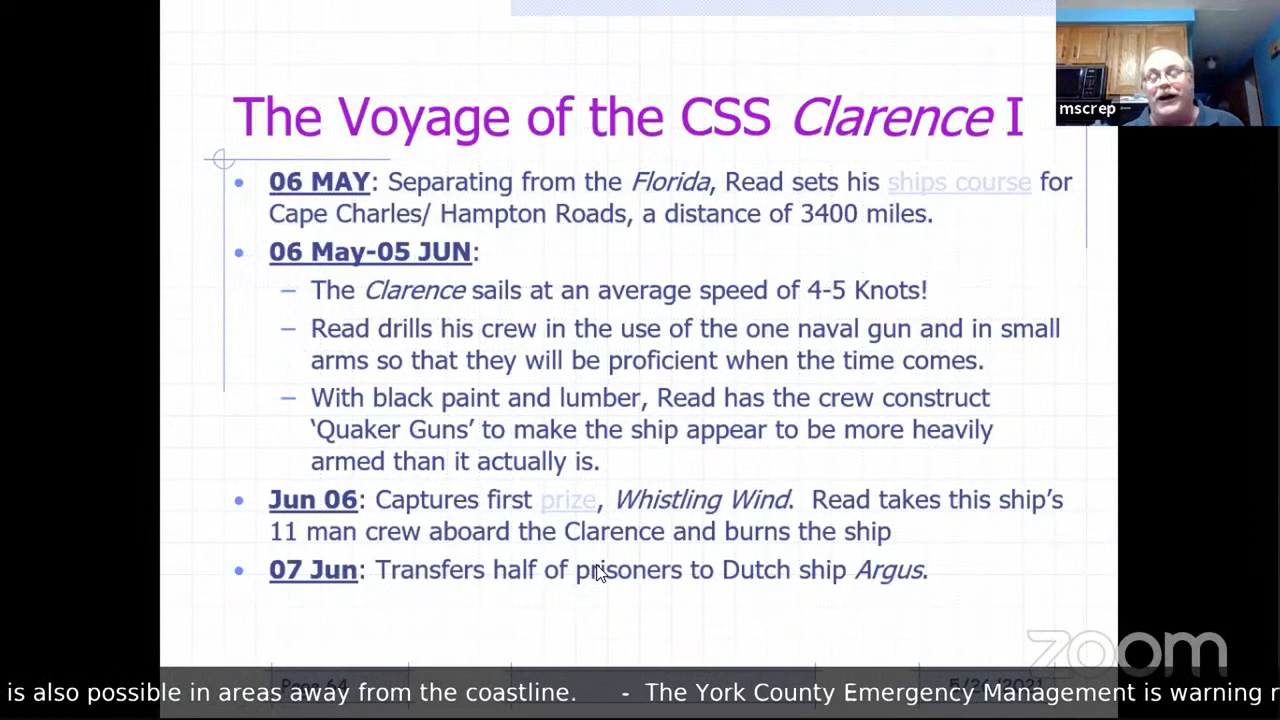 The Voyage of the CSS Clarence I
mscrep
• 06 MAY: Separating from the Florida, Read sets his ships course for
Cape Charles/ Hampton Roads, a distance of 3400 miles.
• 06 May-05 JUN:
– The Clarence sails at an average speed of 4-5 Knots!
– Read drills his crew in the use of the one naval gun and in small
arms so that they will be proficient when the time comes.
– With black paint and lumber, Read has the crew construct
‘Quaker Guns’ to make the ship appear to be more heavily
armed than it actually is.
• Jun 06: Captures first prize, Whistling Wind. Read takes this ship’s
11 man crew aboard the Clarence and burns the ship
• 07 Jun: Transfers half of prisoners to Dutch ship Argus.
zoom
Page 64
5/26/2021
is also possible in areas away from the coastline. - The York County Emergency Management is warning